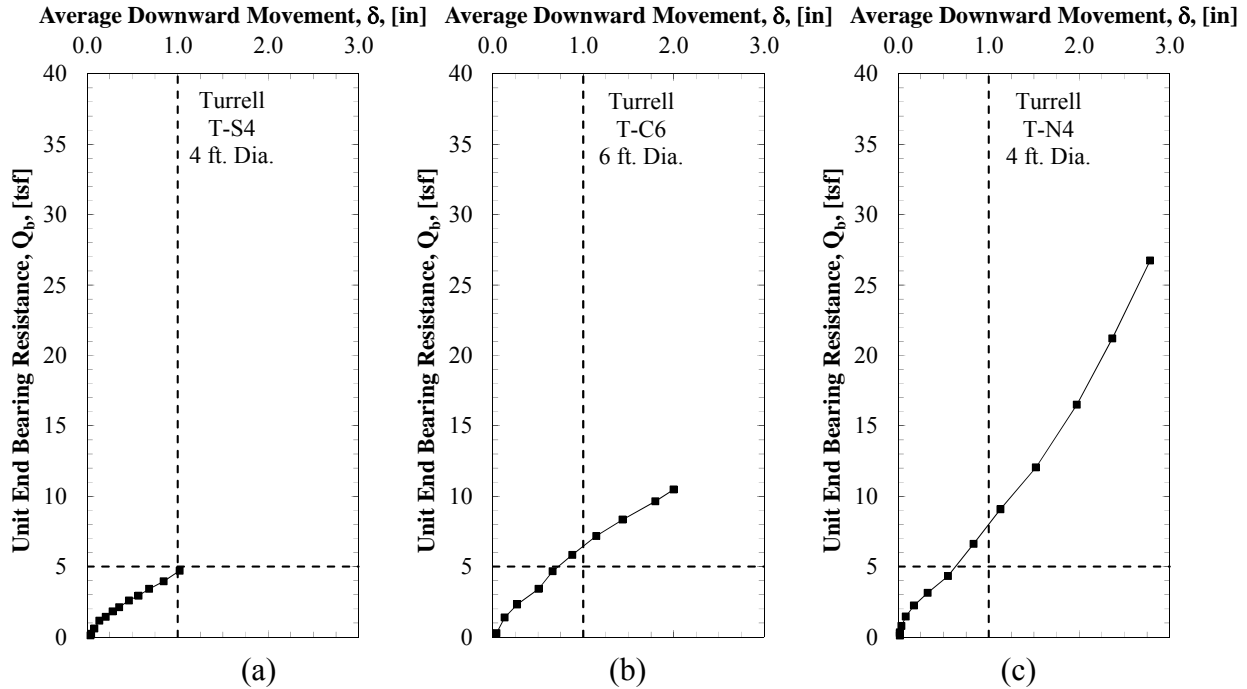 Average Downward Movement, δ, [in]
0.0 1.0 2.0 3.0
Unit End Bearing Resistance, Qb, [tsf]
40
35
30
25
20
15
10
5
0
Turrell
T-S4
4 ft. Dia.
(a)
Average Downward Movement, δ, [in]
0.0 1.0 2.0 3.0
Unit End Bearing Resistance, Qb, [tsf]
40
35
30
25
20
15
10
5
0
Turrell
T-C6
6 ft. Dia.
(b)
Average Downward Movement, δ, [in]
0.0 1.0 2.0 3.0
Unit End Bearing Resistance, Qb, [tsf]
40
35
30
25
20
15
10
5
0
Turrell
T-N4
4 ft. Dia.
(c)